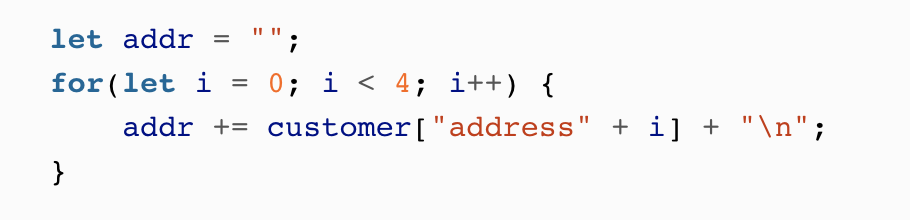 let addr = "";
for(let i = 0; i < 4; i++) {
    addr += customer["address" + i] + "\n";
}